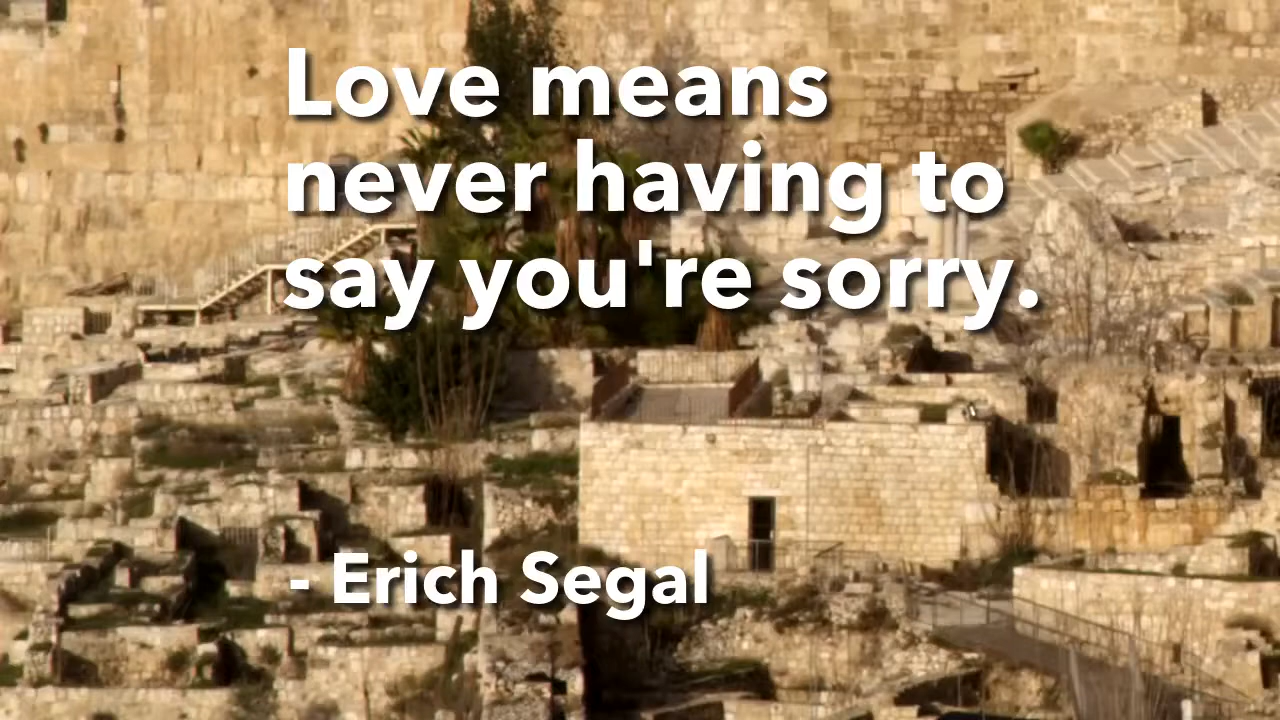 Love means
never having to
say you're sorry.
- Erich Segal